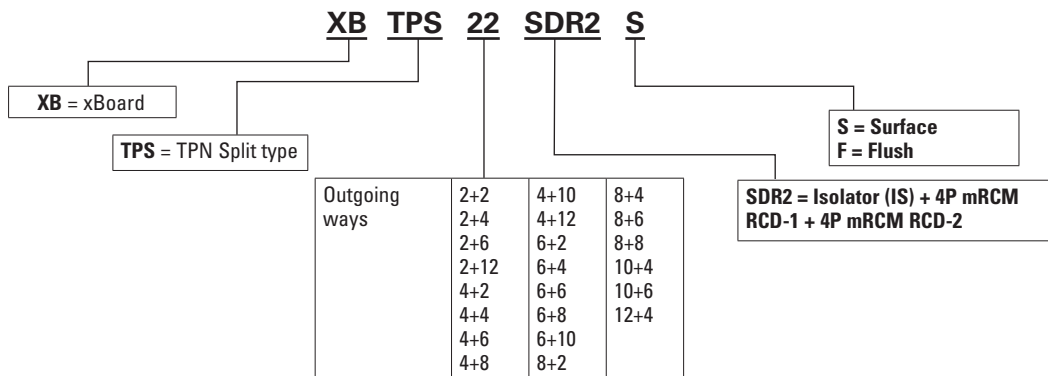 XB TPS 22 SDR2 S
XB = xBoard
TPS = TPN Split type
S = Surface
F = Flush
SDR2 = Isolator (IS) + 4P mRCM
RCD-1 + 4P mRCM RCD-2
Outgoing
ways
2+2
2+4
2+6
2+12
4+2
4+4
4+6
4+8
4+10
4+12
6+2
6+4
6+6
6+8
6+10
8+2
8+4
8+6
8+8
10+4
10+6
12+4